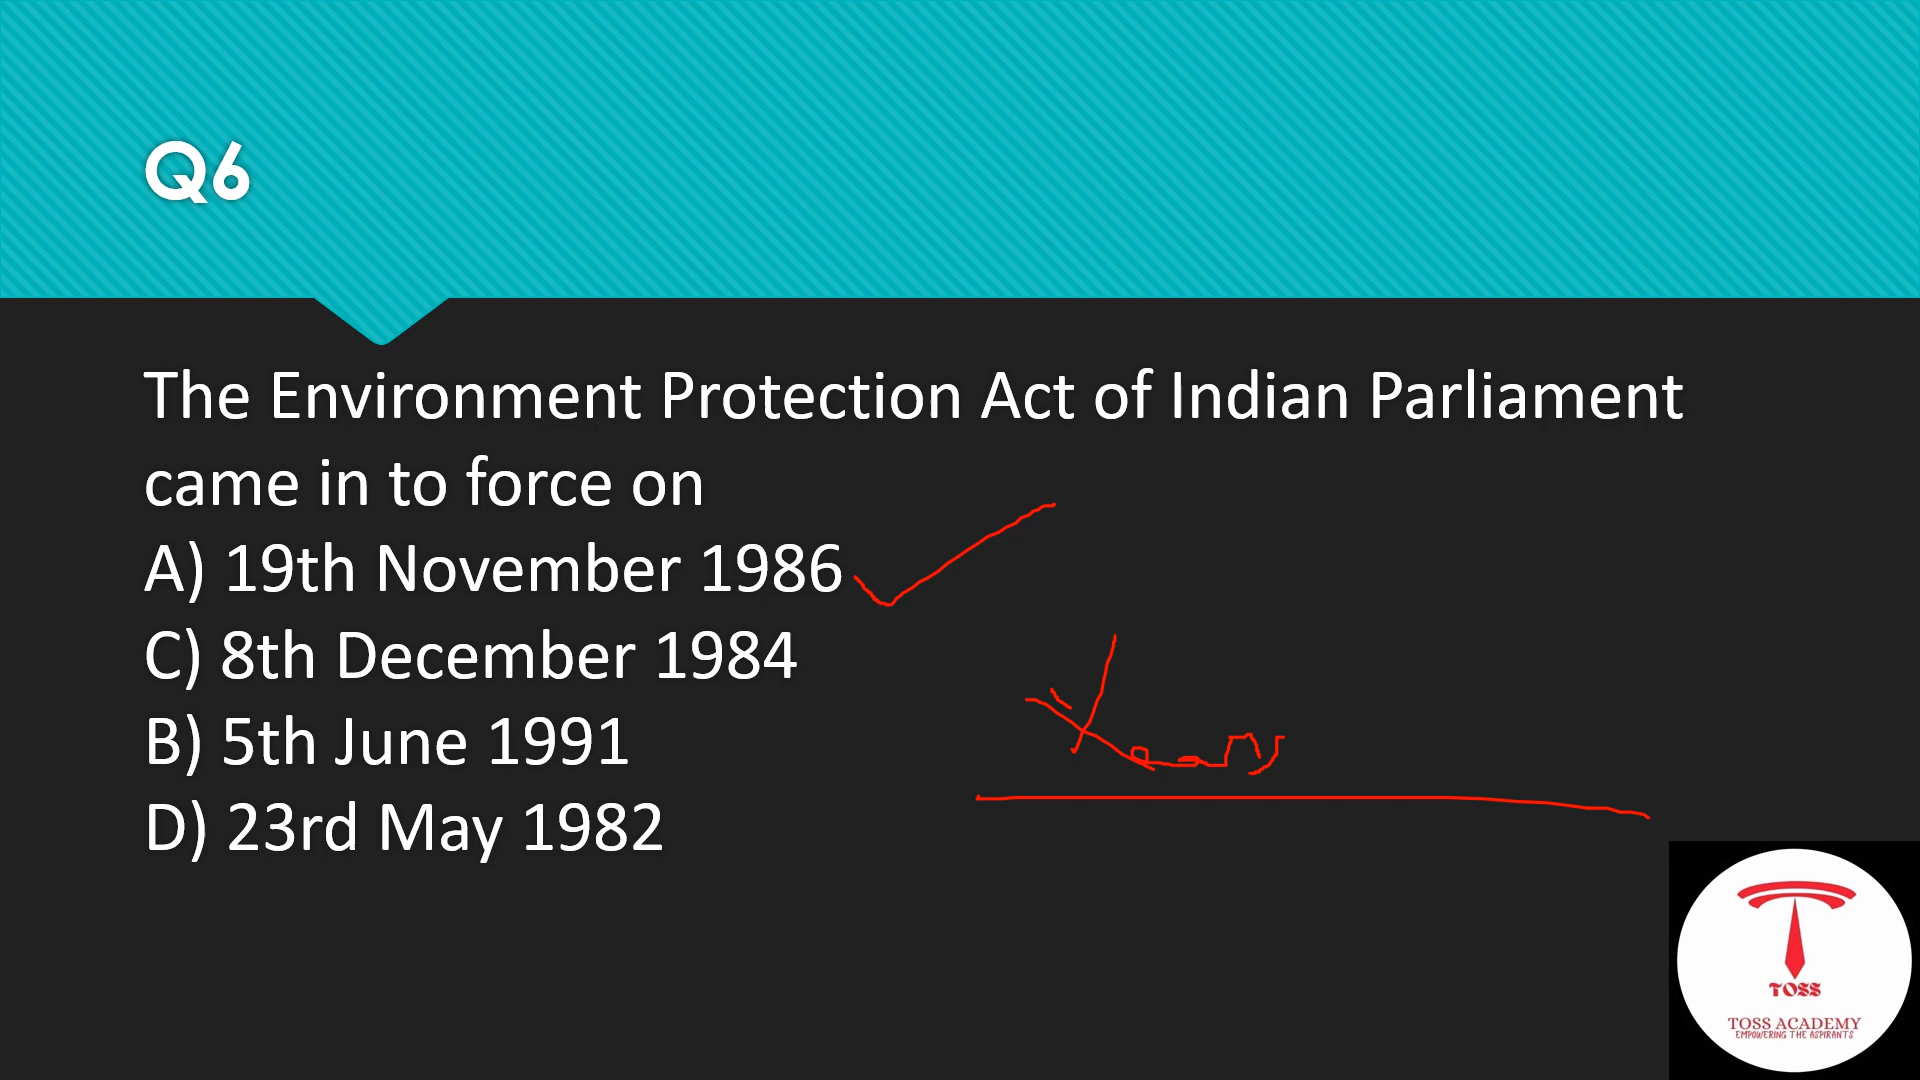 Q6
The Environment Protection Act of Indian Parliament
came in to force on
A) 19th November 1986
C) 8th December 1984
B) 5th June 1991
D) 23rd May 1982
TOSS
TOSS ACADEMY
EMPOWERING THE ASPIRANTS